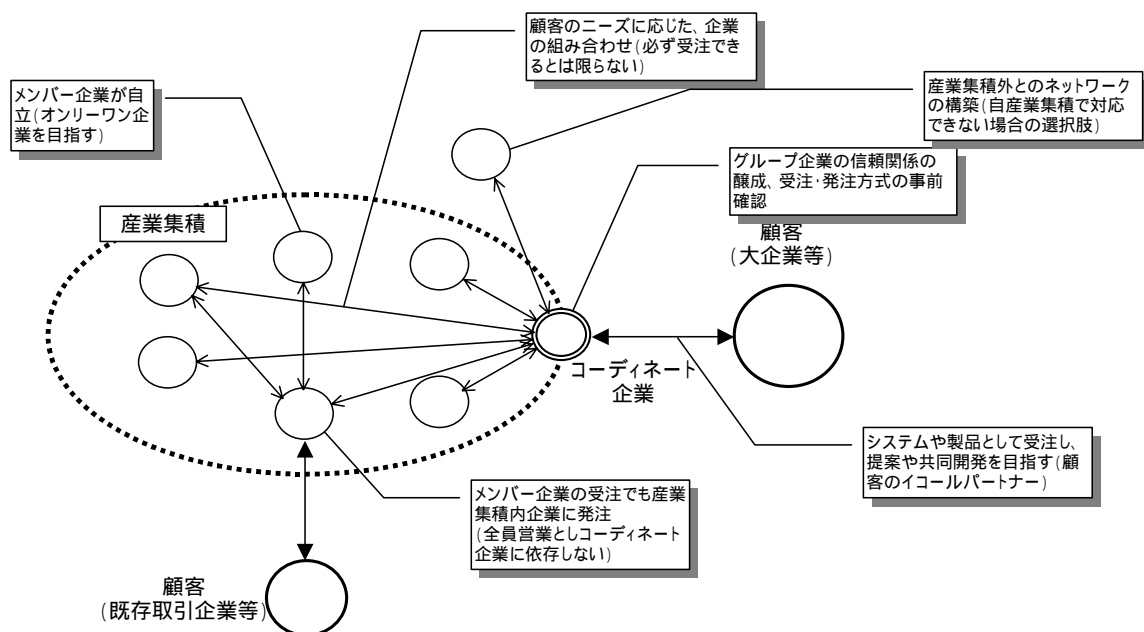 顧客のニーズに応じた、企業
の組み合わせ(必ず受注でき
るとは限らない)
メンバー企業が自
立(オンリーワン企
業を目指す)
産業集積外とのネットワーク
の構築(自産業集積で対応
できない場合の選択肢)
グループ企業の信頼関係の
醸成、受注・発注方式の事前
確認
産業集積
顧客
(大企業等)
コーディネート
企業
システムや製品として受注し、
提案や共同開発を目指す(顧
客のイコールパートナー)
メンバー企業の受注でも産業
集積内企業に発注
(全員営業としコーディネート
企業に依存しない)
顧客
(既存取引企業等)